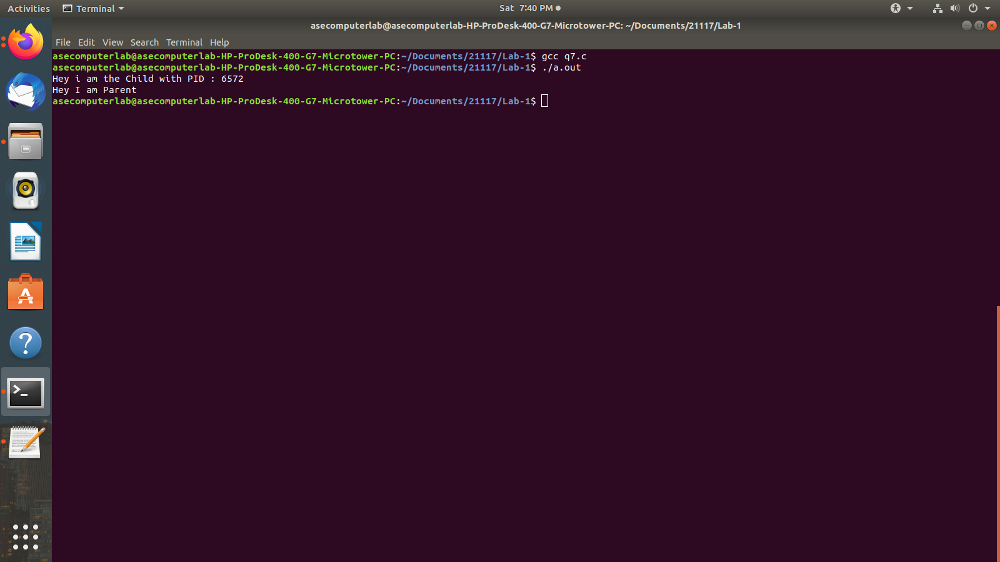 Activities Terminal Sat 7:40 PM
asecomputerlab@asecomputerlab-HP-ProDesk-400-G7-Microtower-PC: ~/Documents/21117/Lab-1
File Edit View Search Terminal Help
asecomputerlab@asecomputerlab-HP-ProDesk-400-G7-Microtower-PC:~/Documents/21117/Lab-1$ gcc q7.c
asecomputerlab@asecomputerlab-HP-ProDesk-400-G7-Microtower-PC:~/Documents/21117/Lab-1$ ./a.out
Hey i am the Child with PID : 6572
Hey I am Parent
asecomputerlab@asecomputerlab-HP-ProDesk-400-G7-Microtower-PC:~/Documents/21117/Lab-1$